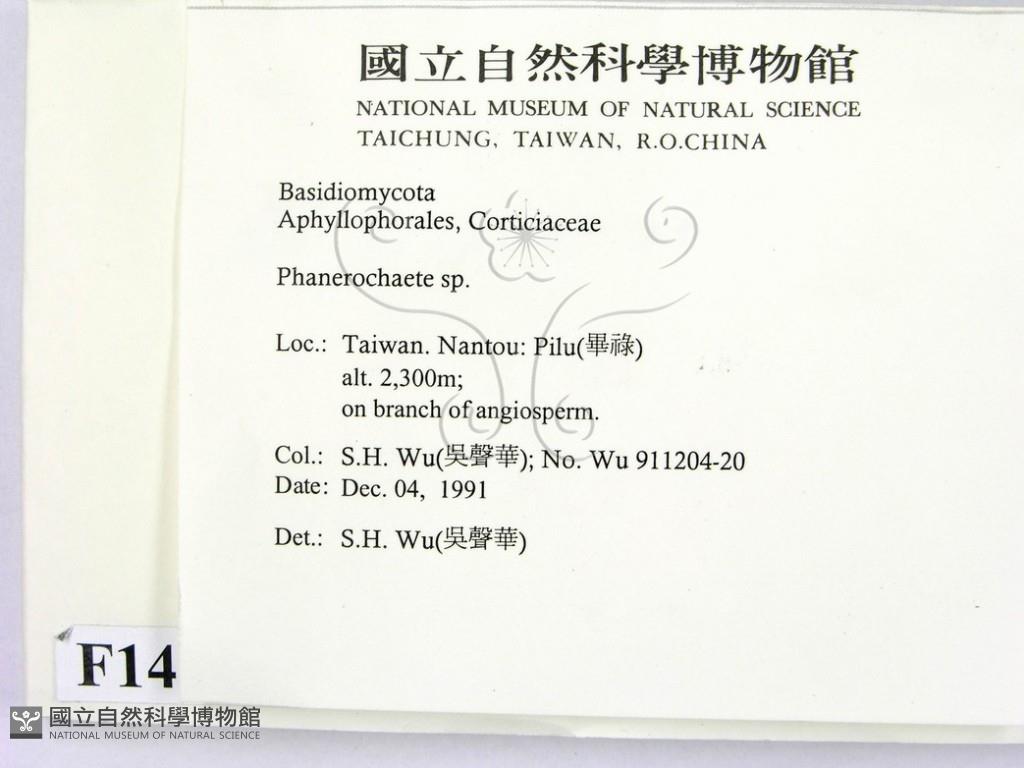 國立自然科學博物館
NATIONAL MUSEUM OF NATURAL SCIENCE
TAICHUNG, TAIWAN, R.O.CHINA
Basidiomycota
Aphyllophorales, Corticiaceae
Phanerochaete sp.
Loc.: Taiwan. Nantou: Pilu(畢祿)
alt. 2,300m;
on branch of angiosperm.
Col.: S.H. Wu(吳聲華); No. Wu 911204-20
Date: Dec. 04, 1991
Det.: S.H. Wu(吳聲華)
F14
國立自然科學博物館
NATIONAL MUSEUM OF NATURAL SCIENCE